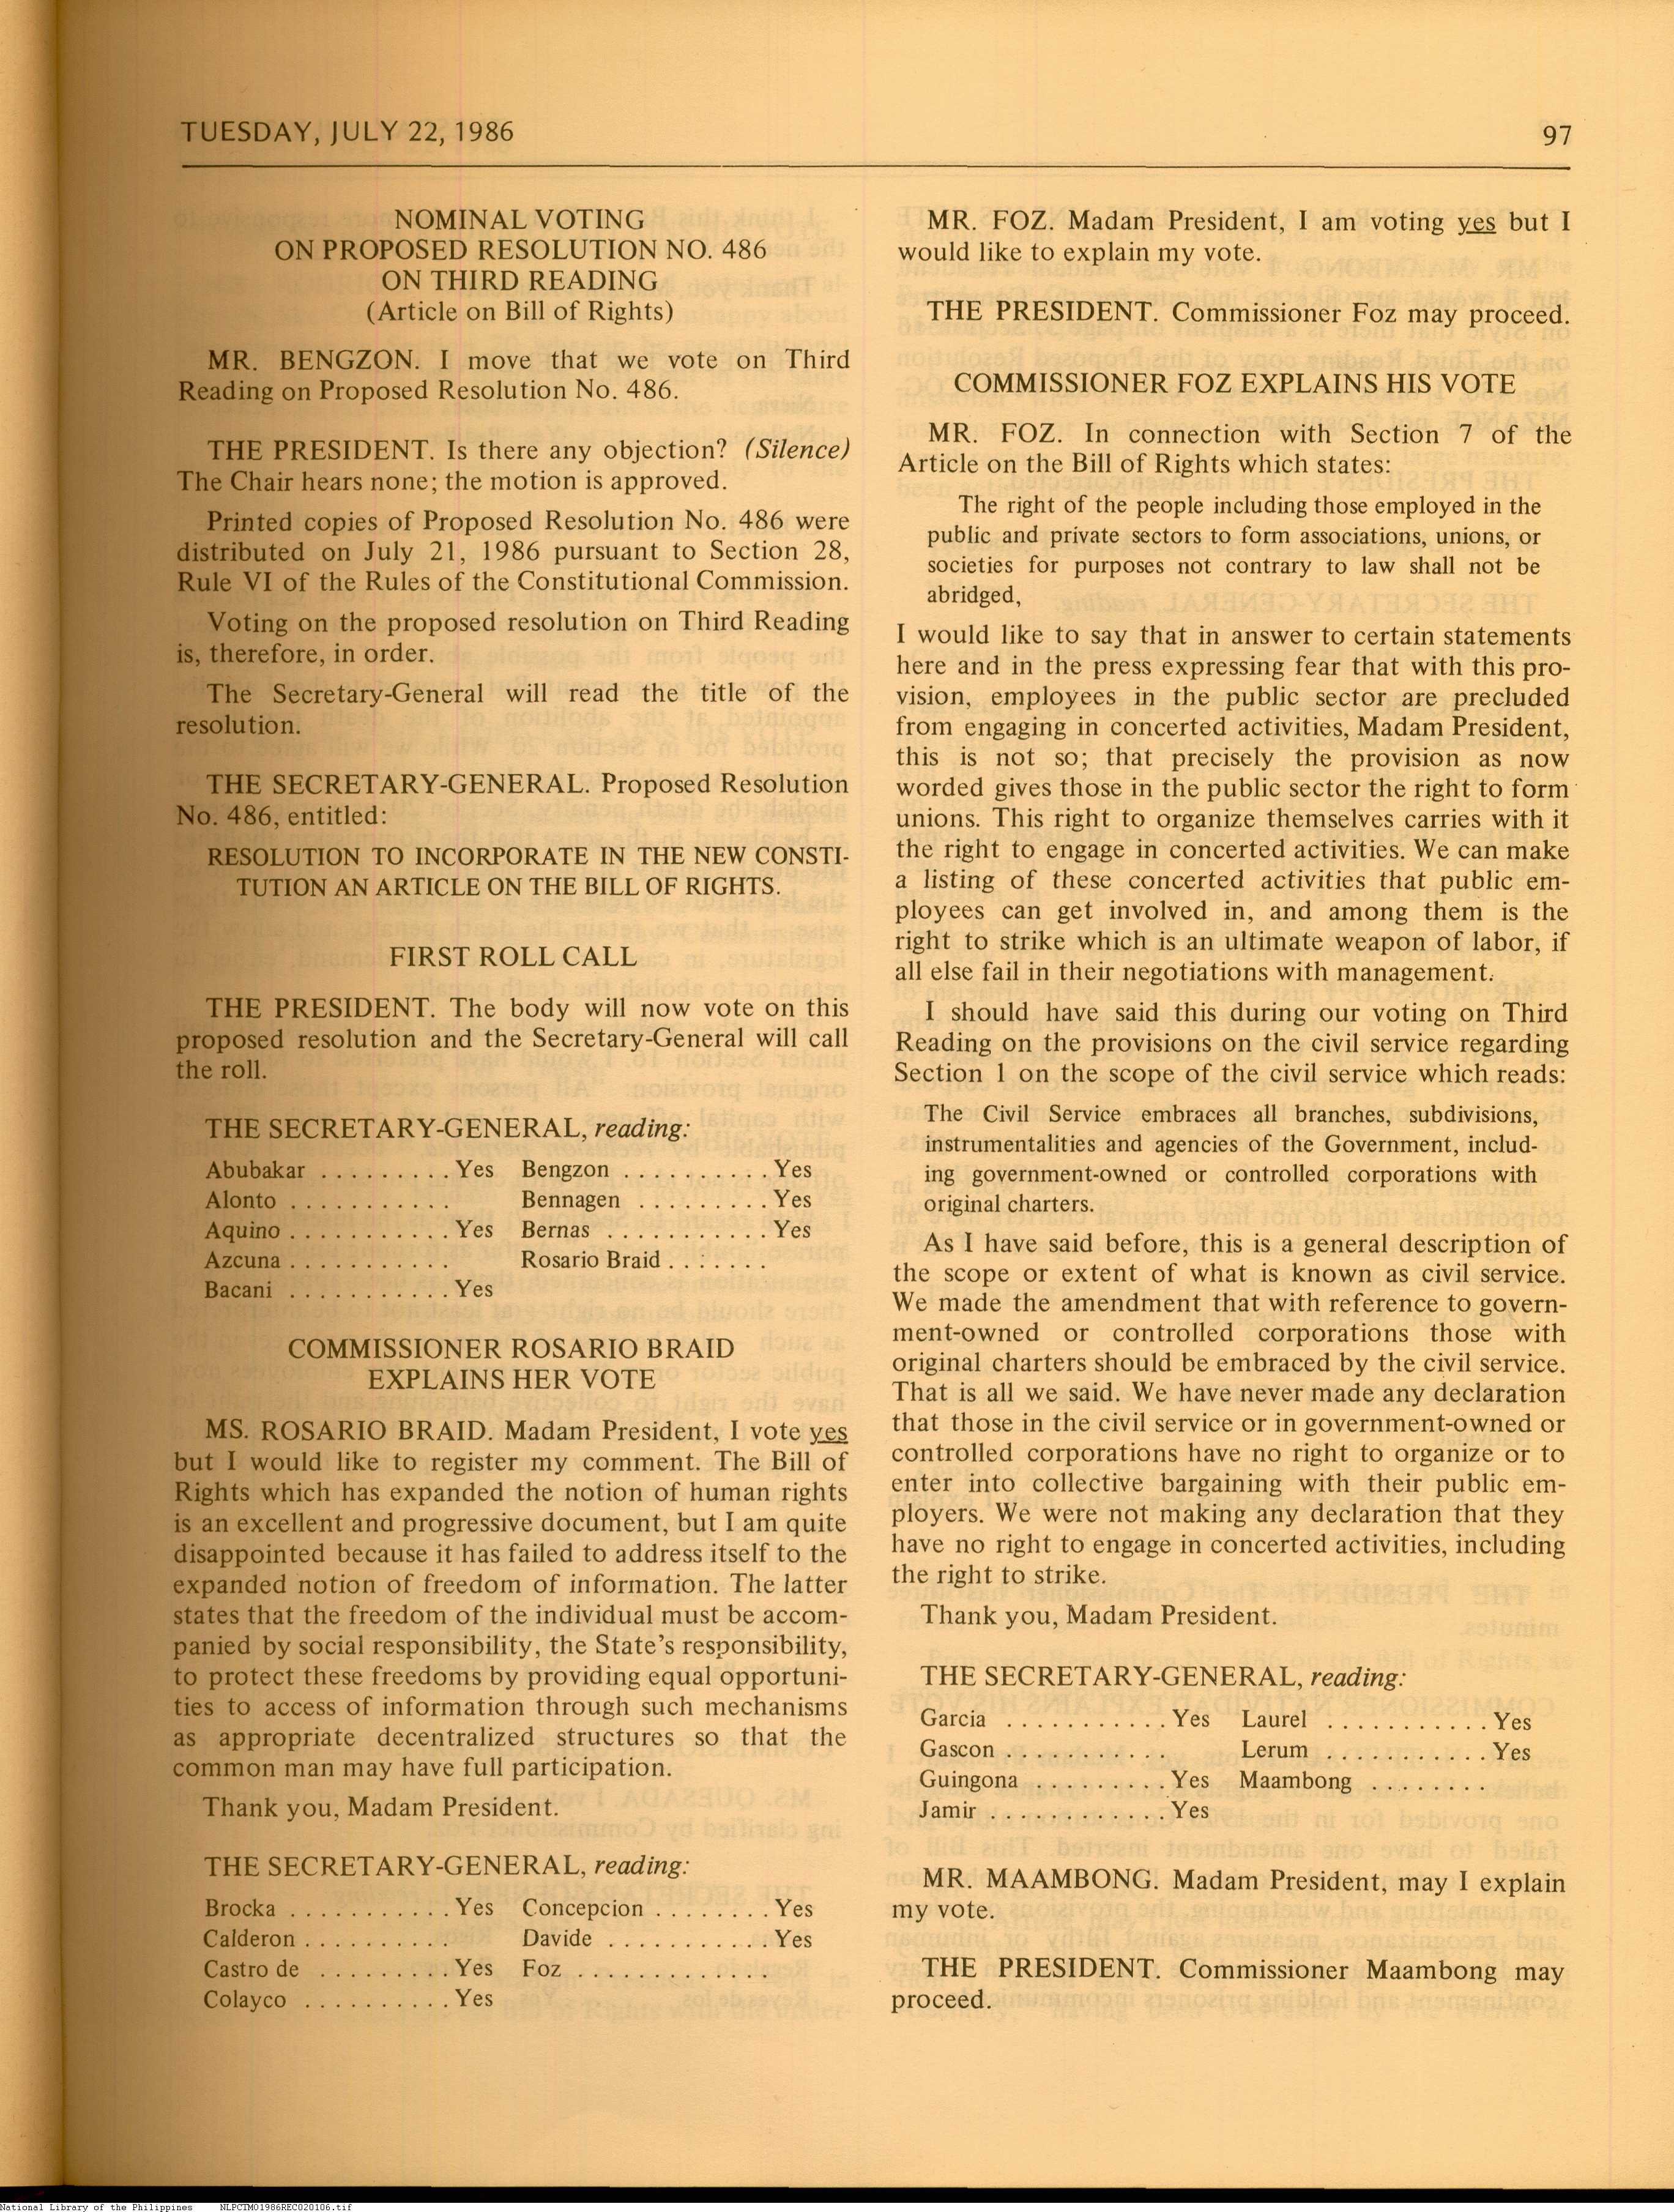 TUESDAY, JULY 22, 1986
97
NOMINAL VOTING
ON PROPOSED RESOLUTION NO. 486
ON THIRD READING
(Article on Bill of Rights)
MR. BENGZON. I move that we vote on Third
Reading on Proposed Resolution No. 486.
THE PRESIDENT. Is there any objection? (Silence)
The Chair hears none; the motion is approved.
Printed copies of Proposed Resolution No. 486 were
distributed on July 21, 1986 pursuant to Section 28,
Rule VI of the Rules of the Constitutional Commission.
Voting on the proposed resolution on Third Reading
is, therefore, in order.
The Secretary-General will read the title of the
resolution.
THE SECRETARY-GENERAL. Proposed Resolution
No. 486, entitled:
RESOLUTION TO INCORPORATE IN THE NEW CONSTI-
TUTION AN ARTICLE ON THE BILL OF RIGHTS.
FIRST ROLL CALL
THE PRESIDENT. The body will now vote on this
proposed resolution and the Secretary-General will call
the roll.
THE SECRETARY-GENERAL, reading:
Abubakar . . . . . . . . . Yes Bengzon . . . . . . . . . . Yes
Alonto . . . . . . . . . . . Bennagen . . . . . . . . . Yes
Aquino . . . . . . . . . . . Yes Bernas . . . . . . . . . . . Yes
Azcuna . . . . . . . . . . . Rosario Braid . . . . . . .
Bacani . . . . . . . . . . . Yes
COMMISSIONER ROSARIO BRAID
EXPLAINS HER VOTE
MS. ROSARIO BRAID. Madam President, I vote yes
but I would like to register my comment. The Bill of
Rights which has expanded the notion of human rights
is an excellent and progressive document, but I am quite
disappointed because it has failed to address itself to the
expanded notion of freedom of information. The latter
states that the freedom of the individual must be accom-
panied by social responsibility, the State's responsibility,
to protect these freedoms by providing equal opportuni-
ties to access of information through such mechanisms
as appropriate decentralized structures so that the
common man may have full participation.
Thank you, Madam President.
THE SECRETARY-GENERAL, reading:
Brocka . . . . . . . . . . . Yes Concepcion . . . . . . . . Yes
Calderon . . . . . . . . . . Davide . . . . . . . . . . . Yes
Castro de . . . . . . . . . Yes Foz . . . . . . . . . . . . .
Colayco . . . . . . . . . . Yes
MR. FOZ. Madam President, I am voting yes but I
would like to explain my vote.
THE PRESIDENT. Commissioner Foz may proceed.
COMMISSIONER FOZ EXPLAINS HIS VOTE
MR. FOZ. In connection with Section 7 of the
Article on the Bill of Rights which states:
The right of the people including those employed in the
public and private sectors to form associations, unions, or
societies for purposes not contrary to law shall not be
abridged,
I would like to say that in answer to certain statements
here and in the press expressing fear that with this pro-
vision, employees in the public sector are precluded
from engaging in concerted activities, Madam President,
this is not so; that precisely the provision as now
worded gives those in the public sector the right to form
unions. This right to organize themselves carries with it
the right to engage in concerted activities. We can make
a listing of these concerted activities that public em-
ployees can get involved in, and among them is the
right to strike which is an ultimate weapon of labor, if
all else fail in their negotiations with management.
I should have said this during our voting on Third
Reading on the provisions on the civil service regarding
Section 1 on the scope of the civil service which reads:
The Civil Service embraces all branches, subdivisions,
instrumentalities and agencies of the Government, includ-
ing government-owned or controlled corporations with
original charters.
As I have said before, this is a general description of
the scope or extent of what is known as civil service.
We made the amendment that with reference to govern-
ment-owned or controlled corporations those with
original charters should be embraced by the civil service.
That is all we said. We have never made any declaration
that those in the civil service or in government-owned or
controlled corporations have no right to organize or to
enter into collective bargaining with their public em-
ployers. We were not making any declaration that they
have no right to engage in concerted activities, including
the right to strike.
Thank you, Madam President.
THE SECRETARY-GENERAL, reading:
Garcia . . . . . . . . . . . Yes Laurel . . . . . . . . . . . Yes
Gascon . . . . . . . . . . . Lerum . . . . . . . . . . . Yes
Guingona . . . . . . . . . Yes Maambong . . . . . . . .
Jamir . . . . . . . . . . . . Yes
MR. MAAMBONG. Madam President, may I explain
my vote.
THE PRESIDENT. Commissioner Maambong may
proceed.
National Library of the Philippines NLPCTM01986REC020106.tif